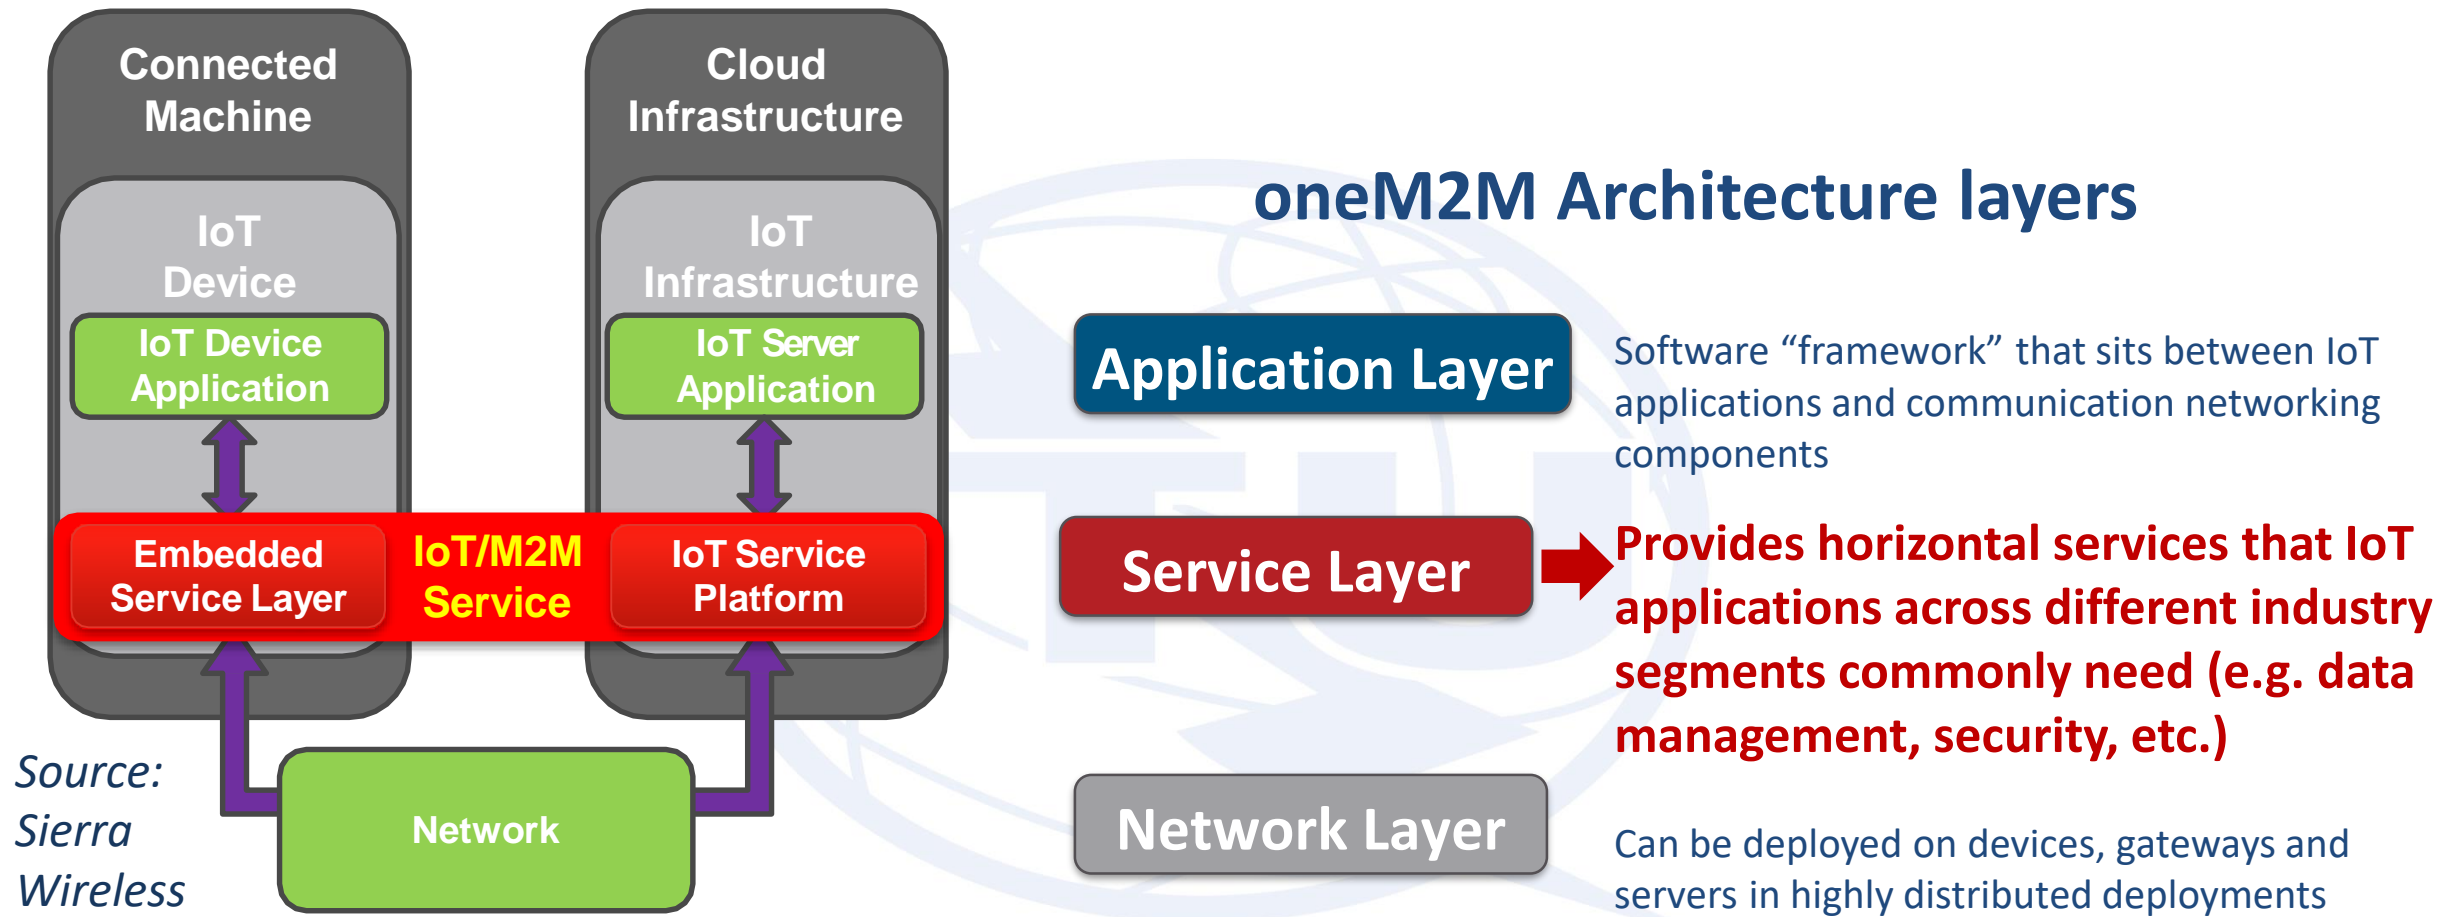 Connected
Machine
Cloud
Infrastructure
IoT
Device
IoT
Infrastructure
IoT Device
Application
IoT Server
Application
Embedded
Service Layer
IoT/M2M
Service
IoT Service
Platform
Network
Source:
Sierra
Wireless
oneM2M Architecture layers
Application Layer
Software “framework” that sits between IoT
applications and communication networking
components
Service Layer
Provides horizontal services that IoT
applications across different industry
segments commonly need (e.g. data
management, security, etc.)
Network Layer
Can be deployed on devices, gateways and
servers in highly distributed deployments
ITU